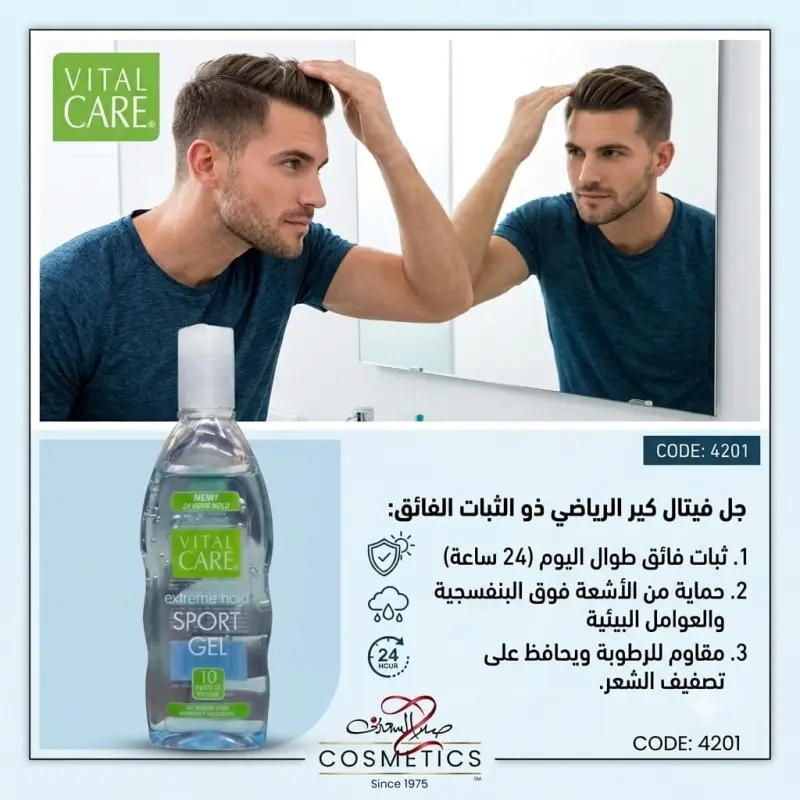 VITAL
CARE®
CODE: 4201
جل فيتال كير الرياضي ذو الثبات الفائق:
1. ثبات فائق طوال اليوم (24 ساعة)
2. حماية من الأشعة فوق البنفسجية
والعوامل البيئية
3. مقاوم للرطوبة ويحافظ على
تصفيف الشعر.
24
HOUR
NEW!
24 HOUR HOLD
VITAL
CARE®
extreme hold
SPORT
GEL
10
COSMETICS
TM
Since 1975
CODE: 4201